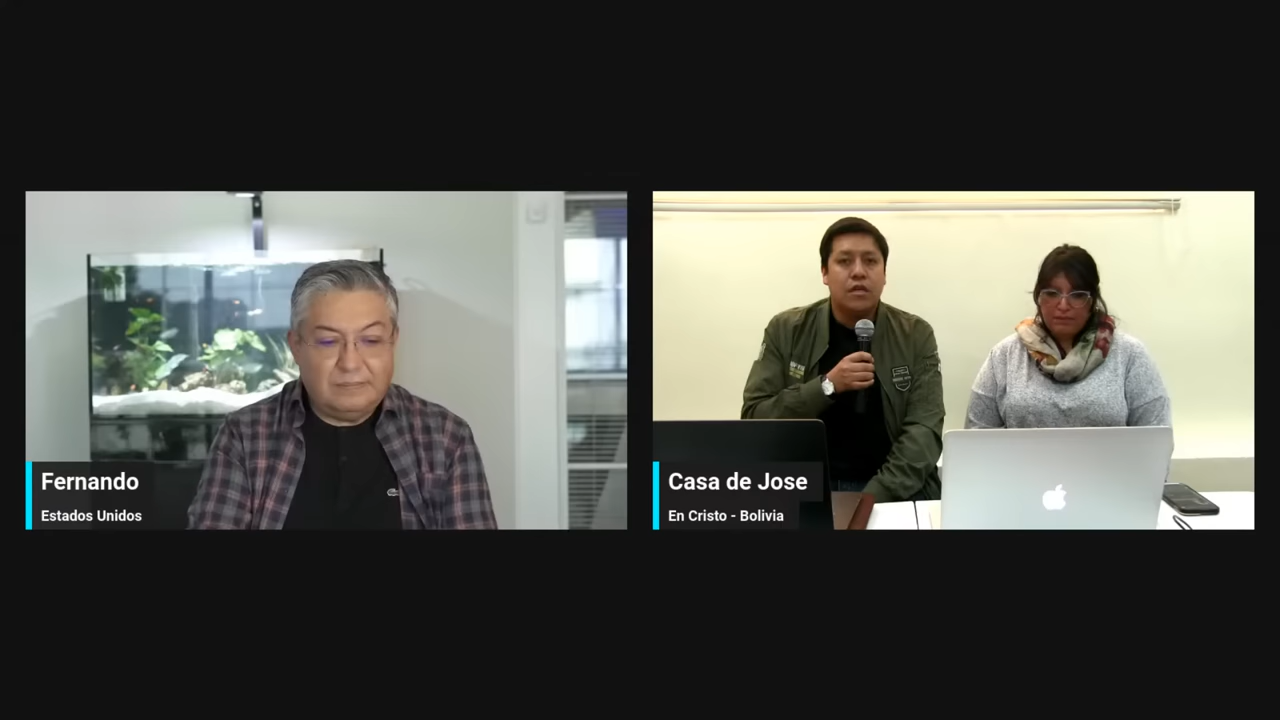 Fernando
Estados Unidos
Casa de Jose
En Cristo - Bolivia